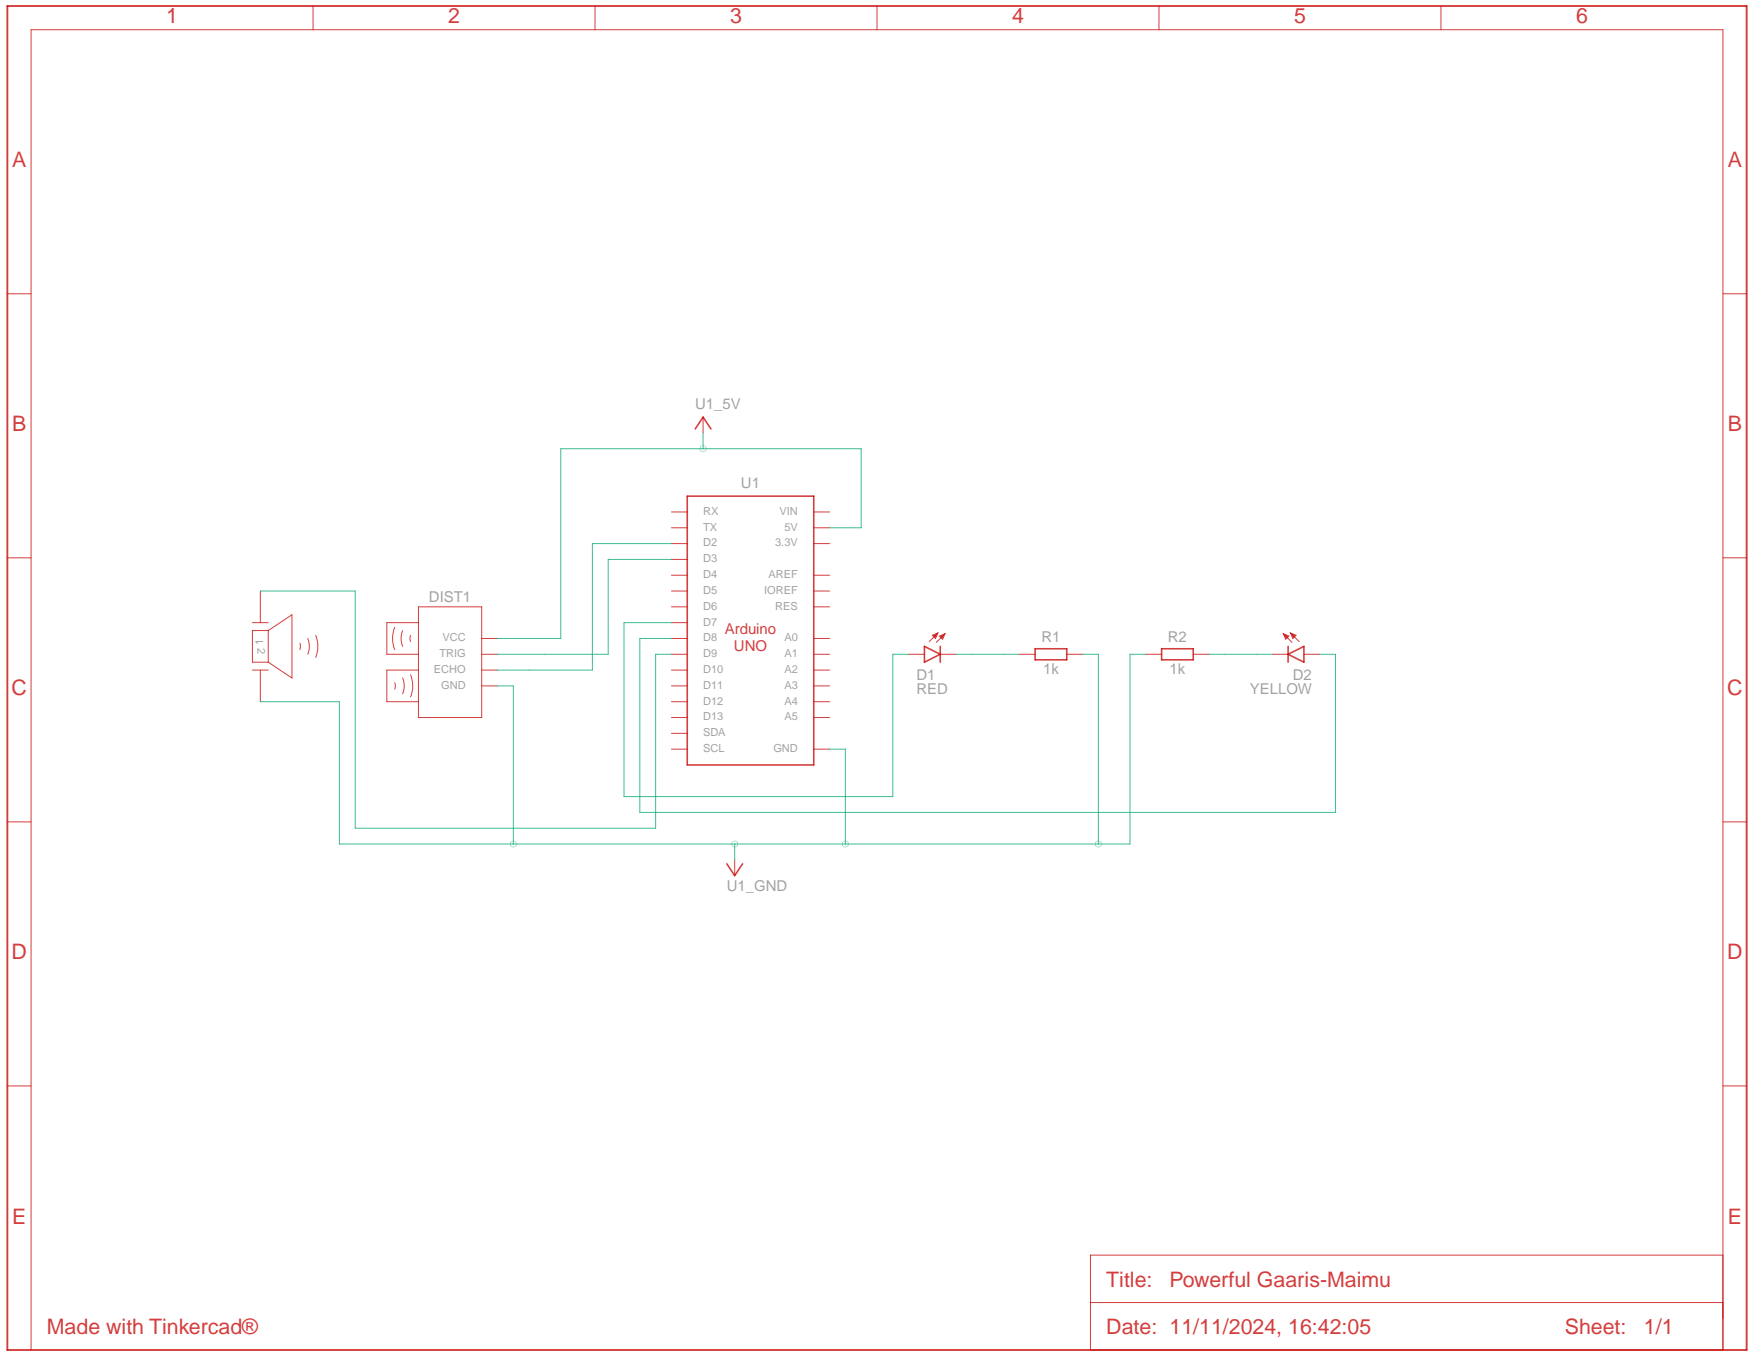 1 2 3 4 5 6
A A
B B
U1_5V
U1
RX VIN
TX 5V
D2 3.3V
D3
D4 AREF
D5 IOREF
D6 RES
D7
D8 A0
D9 A1
D10 A2
D11 A3
D12 A4
D13 A5
SDA
SCL GND
Arduino
UNO
DIST1
VCC
TRIG
ECHO
GND
1 2
D1
RED
R1
1k
R2
1k
D2
YELLOW
C C
U1_GND
D D
E E
Title: Powerful Gaaris-Maimu
Date: 11/11/2024, 16:42:05 Sheet: 1/1
Made with Tinkercad®